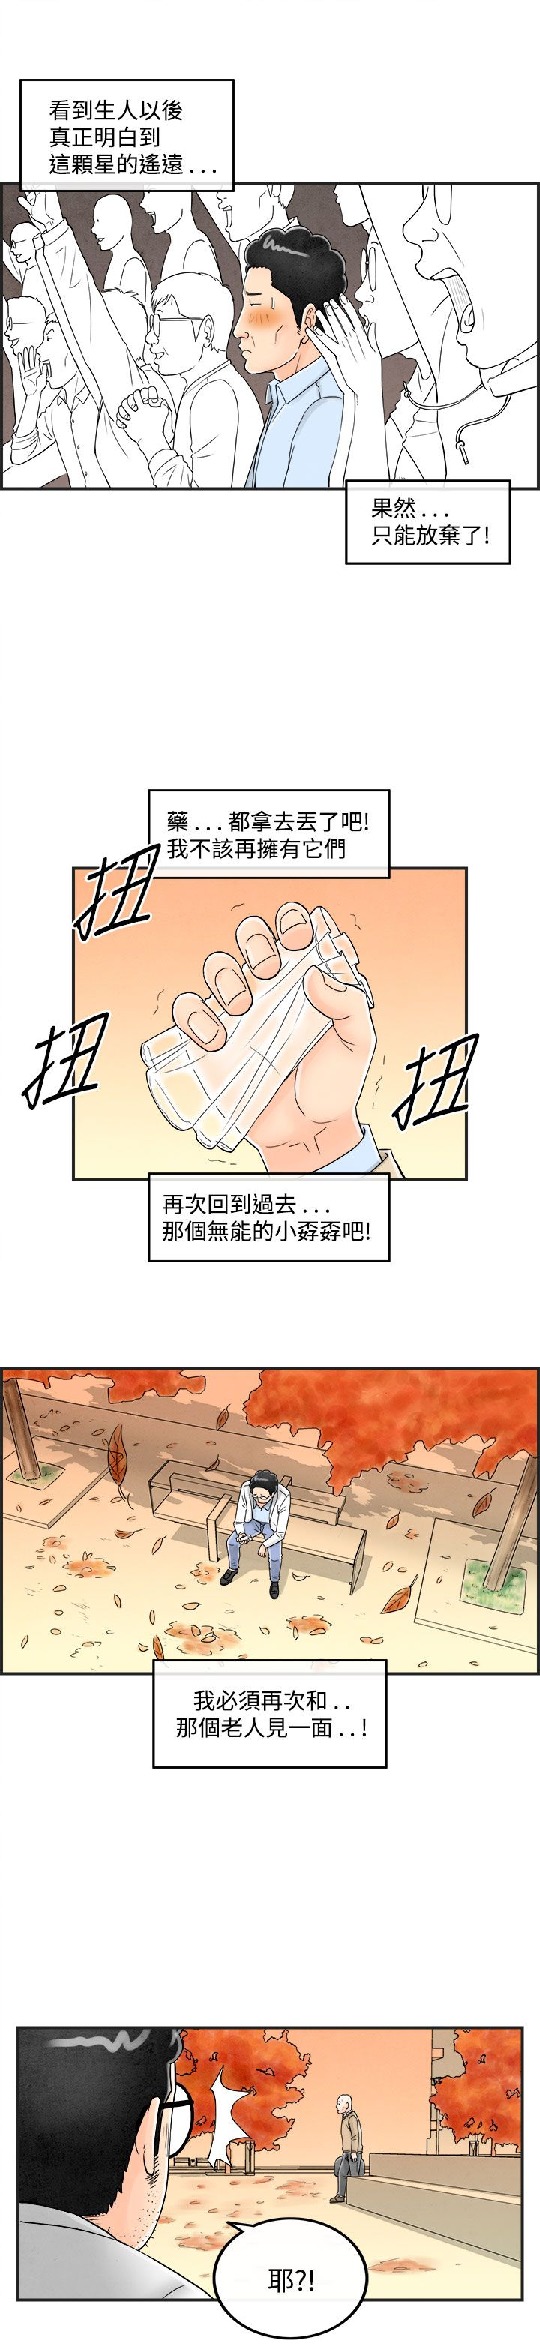 看到生人以後
真正明白到
這顆星的遙遠...
果然...
只能放棄了!
藥...都拿去丟了吧!
我不該再擁有它們
扭
扭
扭
再次回到過去...
那個無能的小孬孬吧!
我必須再次和..
那個老人見一面..!
耶?!